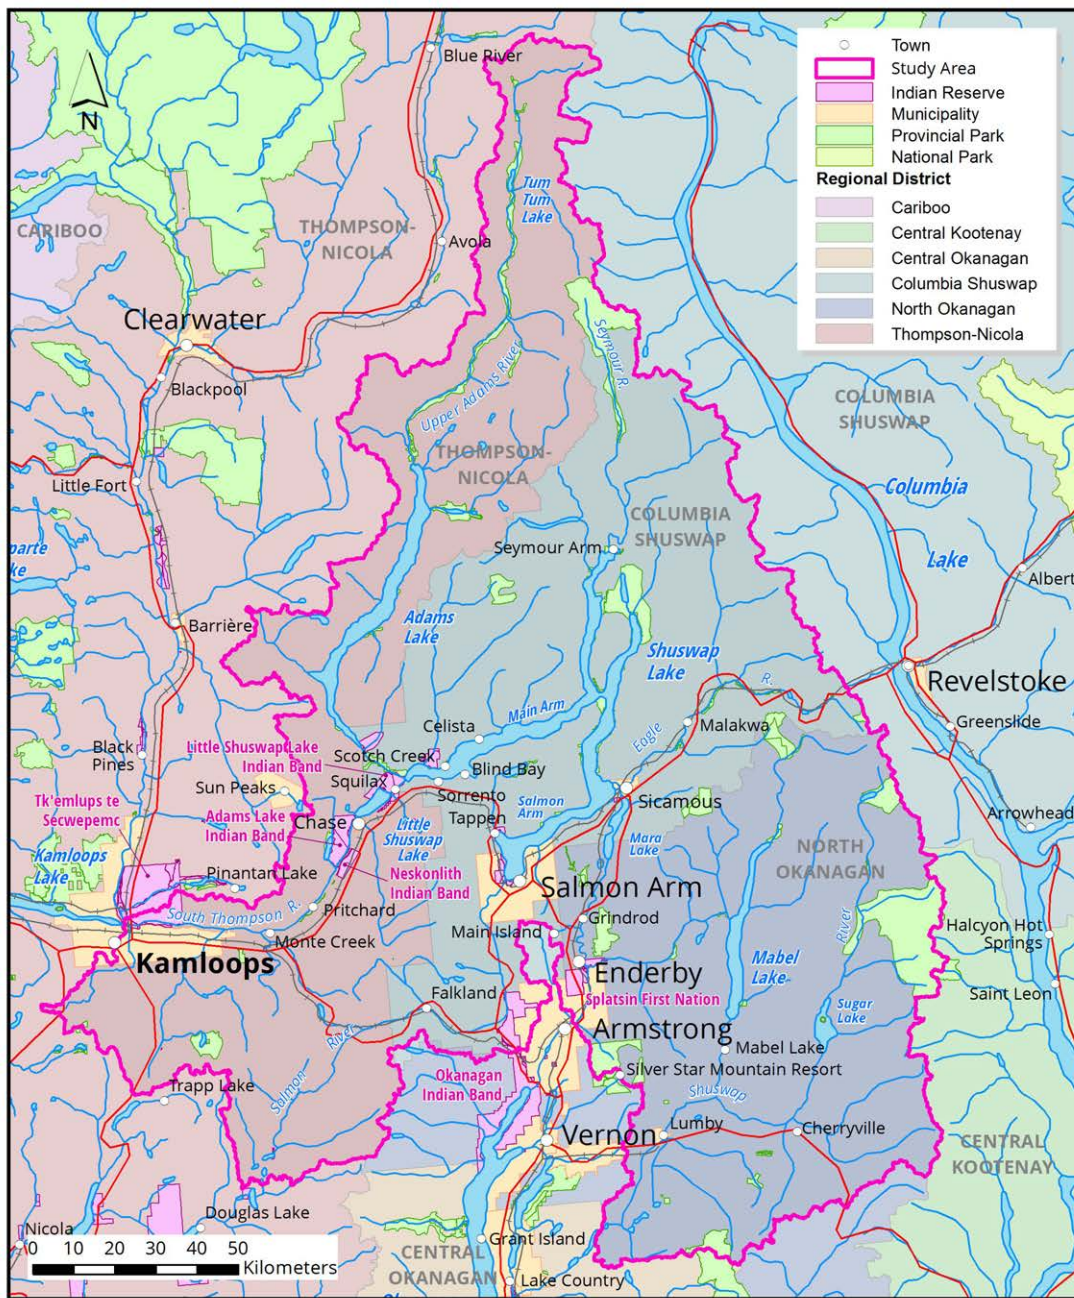 Town
Study Area
Indian Reserve
Municipality
Provincial Park
National Park
Regional District
Cariboo
Central Kootenay
Central Okanagan
Columbia Shuswap
North Okanagan
Thompson-Nicola
N
Blue River
Tum
Tum
Lake
CARIBOO
THOMPSON-
NICOLA
Avola
Clearwater
Seymour R.
Blackpool
Upper Adams River
COLUMBIA
SHUSWAP
THOMPSON-
NICOLA
Little Fort
Columbia
Lake
COLUMBIA
SHUSWAP
Seymour Arm
parte
ke
Albert
Barrière
Adams
Lake
Shuswap
Lake
Revelstoke
R.
Main Arm
Malakwa
Greenslide
Celista
Eagle
Black
Pines
Little Shuswap Lake
Indian Band
Scotch Creek
Blind Bay
Squilax
Sun Peaks
Sorrento
Sicamous
Tk'emlups te
Secwepemc
Adams Lake
Indian Band
Chase
Salmon
Arm
Tappen
Little
Shuswap
Lake
Mara
Lake
Arrowhead
NORTH
OKANAGAN
Kamloops
Lake
Neskonlith
Indian Band
Pinantan Lake
Salmon Arm
Pritchard
South Thompson R.
Grindrod
Main Island
River
Halcyon Hot
Springs
Monte Creek
Kamloops
Enderby
Mabel
Lake
Splatsin First Nation
Saint Leon
Falkland
Sugar
Lake
Armstrong
River
Mabel Lake
Silver Star Mountain Resort
Okanagan
Indian Band
Trapp Lake
Salmon
Shuswap
Lumby
Cherryville
Vernon
CENTRAL
KOOTENAY
Nicola
Douglas Lake
Grant Island
CENTRAL
OKANAGAN
Lake Country
0 10 20 30 40 50
Kilometers